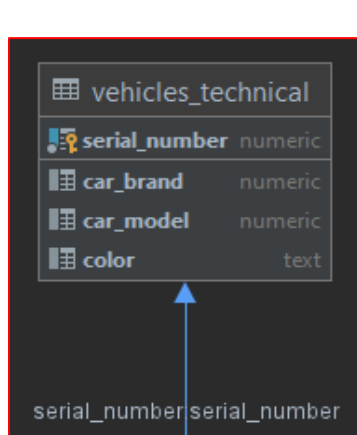 vehicles_technical
serial_number numeric
car_brand numeric
car_model numeric
color text
serial_number serial_number